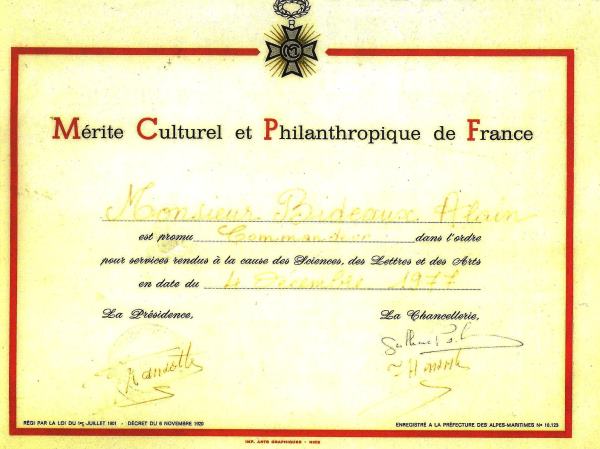 Mérite Culturel et Philanthropique de France
Monsieur Bideaux Alain
est promu Commandeur dans l'ordre
pour services rendus à la cause des Sciences, des Lettres et des Arts
en date du 4 Décembre 1977
La Présidence, La Chancellerie,
RÉGI PAR LA LOI DU 1er JUILLET 1901 - DÉCRET DU 6 NOVEMBRE 1920 ENREGISTRÉ A LA PRÉFECTURE DES ALPES-MARITIMES N° 10.123
IMP. ARTS GRAPHIQUES - NICE